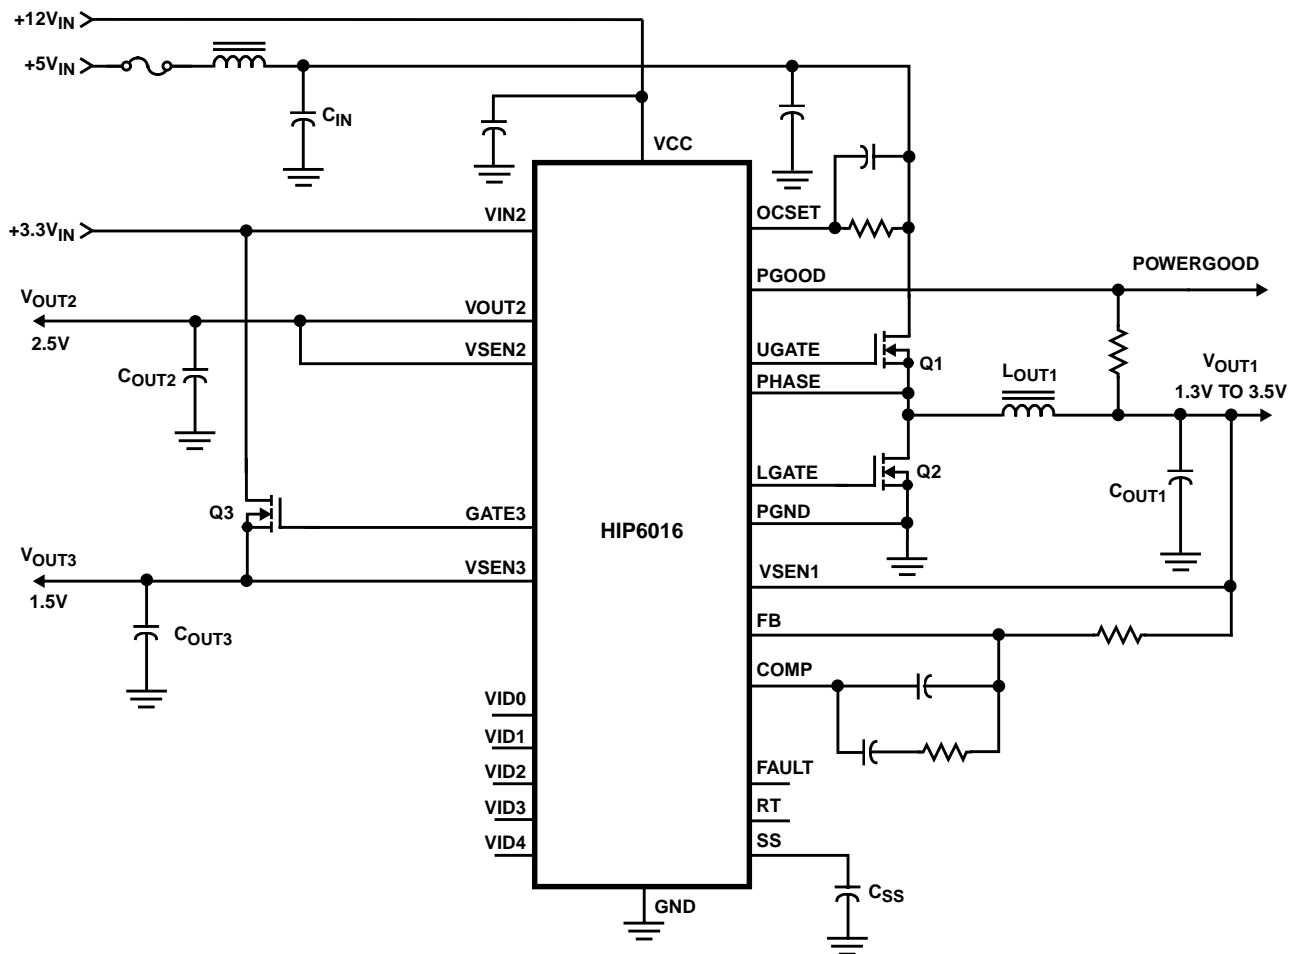 +12VIN
+5VIN
CIN
VCC
+3.3VIN
VIN2
OCSET
PGOOD
POWERGOOD
VOUT2
2.5V
VOUT2
VSEN2
COUT2
UGATE
Q1
PHASE
LOUT1
VOUT1
1.3V TO 3.5V
LGATE
Q2
COUT1
Q3
GATE3
PGND
HIP6016
VOUT3
1.5V
VSEN3
VSEN1
COUT3
FB
COMP
VID0
VID1
VID2
VID3
VID4
FAULT
RT
SS
CSS
GND